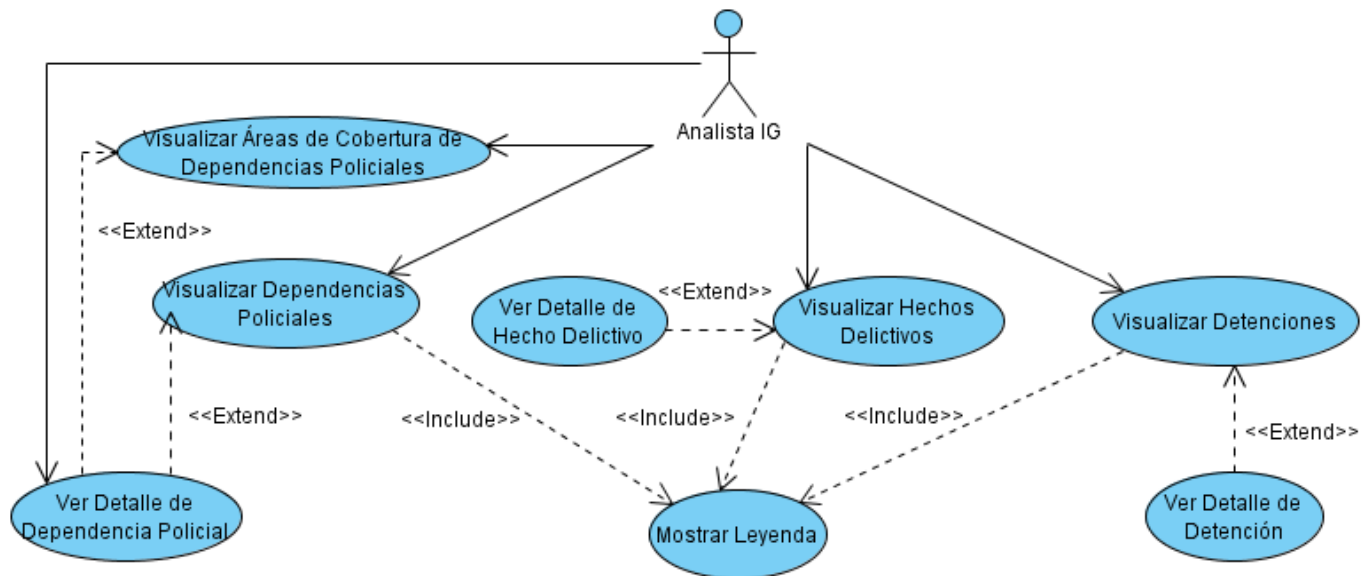 Analista IG
Visualizar Áreas de Cobertura de
Dependencias Policiales
<<Extend>>
Visualizar Dependencias
Policiales
Ver Detalle de
Hecho Delictivo
<<Extend>>
Visualizar Hechos
Delictivos
Visualizar Detenciones
<<Extend>>
<<Include>>
<<Include>>
<<Include>>
<<Extend>>
Ver Detalle de
Dependencia Policial
Mostrar Leyenda
Ver Detalle de
Detención